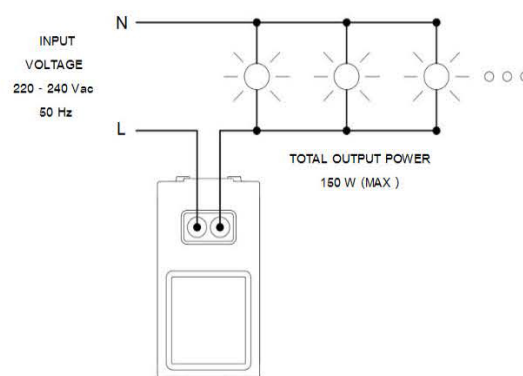 N
INPUT
VOLTAGE
220 - 240 Vac
50 Hz
L
TOTAL OUTPUT POWER
150 W (MAX )